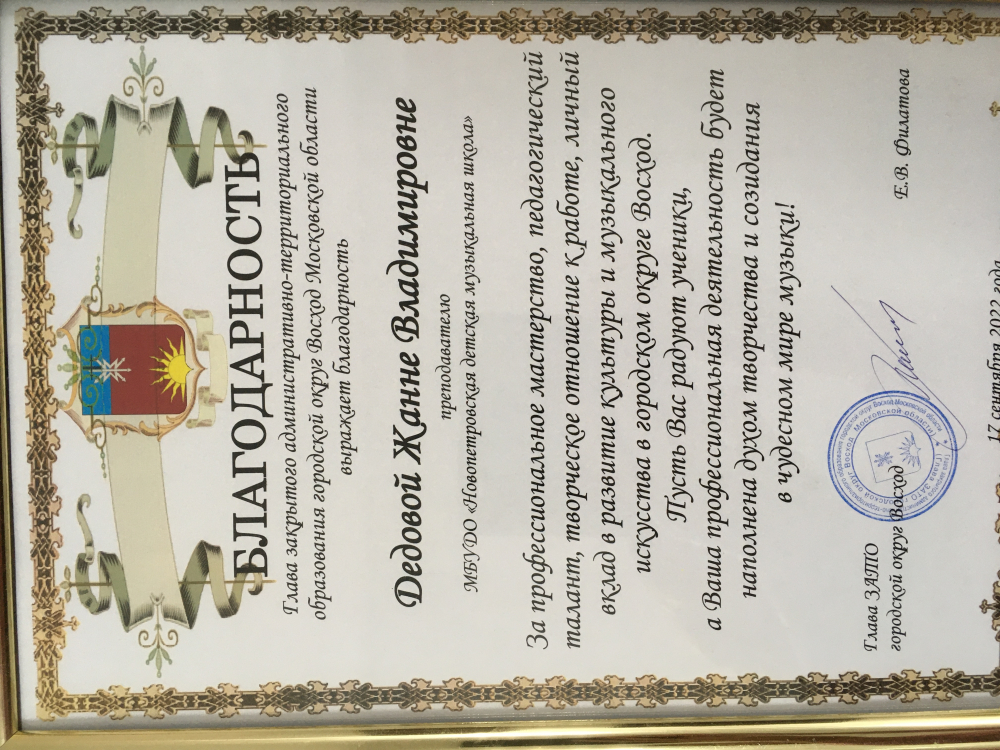 БЛАГОДАРНОСТЬ
Глава закрытого административно-территориального
образования городской округ Восход Московской области
выражает благодарность
Дедовой Жанне Владимировне
преподавателю
МБУДО «Новопетровская детская музыкальная школа»
За профессиональное мастерство, педагогический
талант, творческое отношение к работе, личный
вклад в развитие культуры и музыкального
искусства в городском округе Восход.
Пусть Вас радуют ученики,
а Ваша профессиональная деятельность будет
наполнена духом творчества и созидания
в чудесном мире музыки!
Глава ЗАТО
городской округ Восход
Е.В. Филатова
17 сентября 2022 года